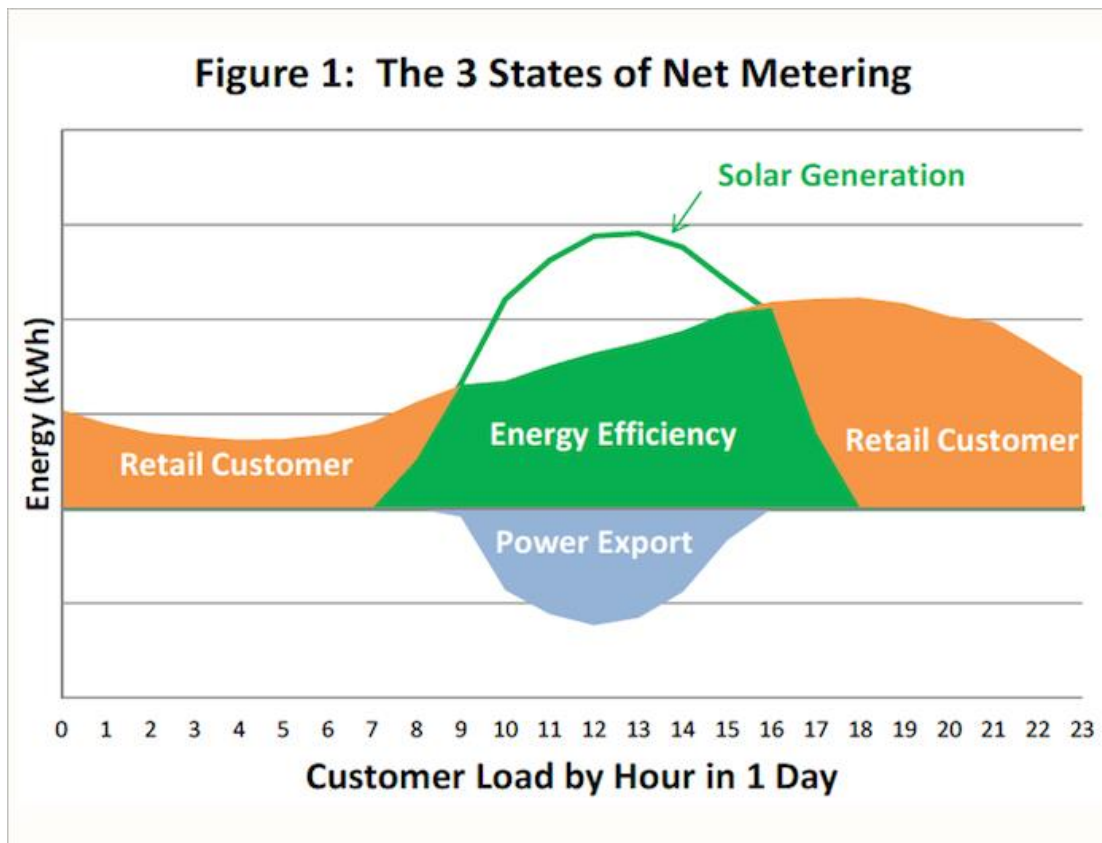 Figure 1: The 3 States of Net Metering
Solar Generation
Energy (kWh)
Retail Customer
Energy Efficiency
Retail Customer
Power Export
0 1 2 3 4 5 6 7 8 9 10 11 12 13 14 15 16 17 18 19 20 21 22 23
Customer Load by Hour in 1 Day